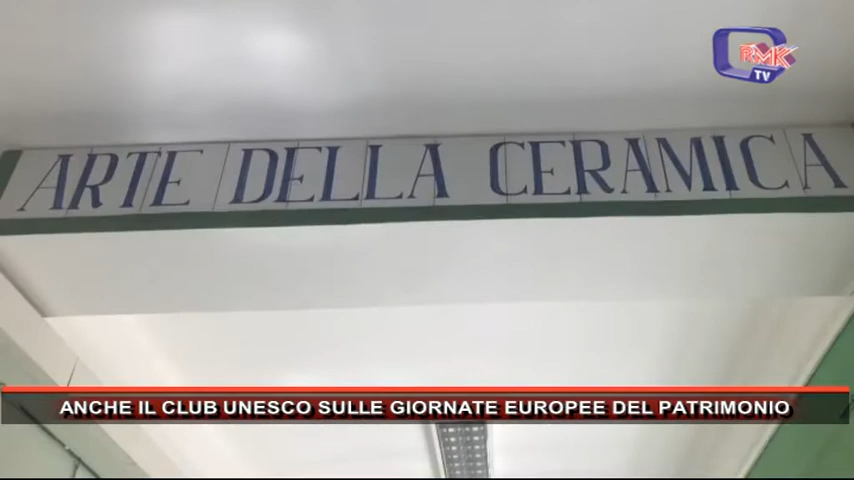 RMK
TV
ARTE DELLA CERAMICA
ANCHE IL CLUB UNESCO SULLE GIORNATE EUROPEE DEL PATRIMONIO